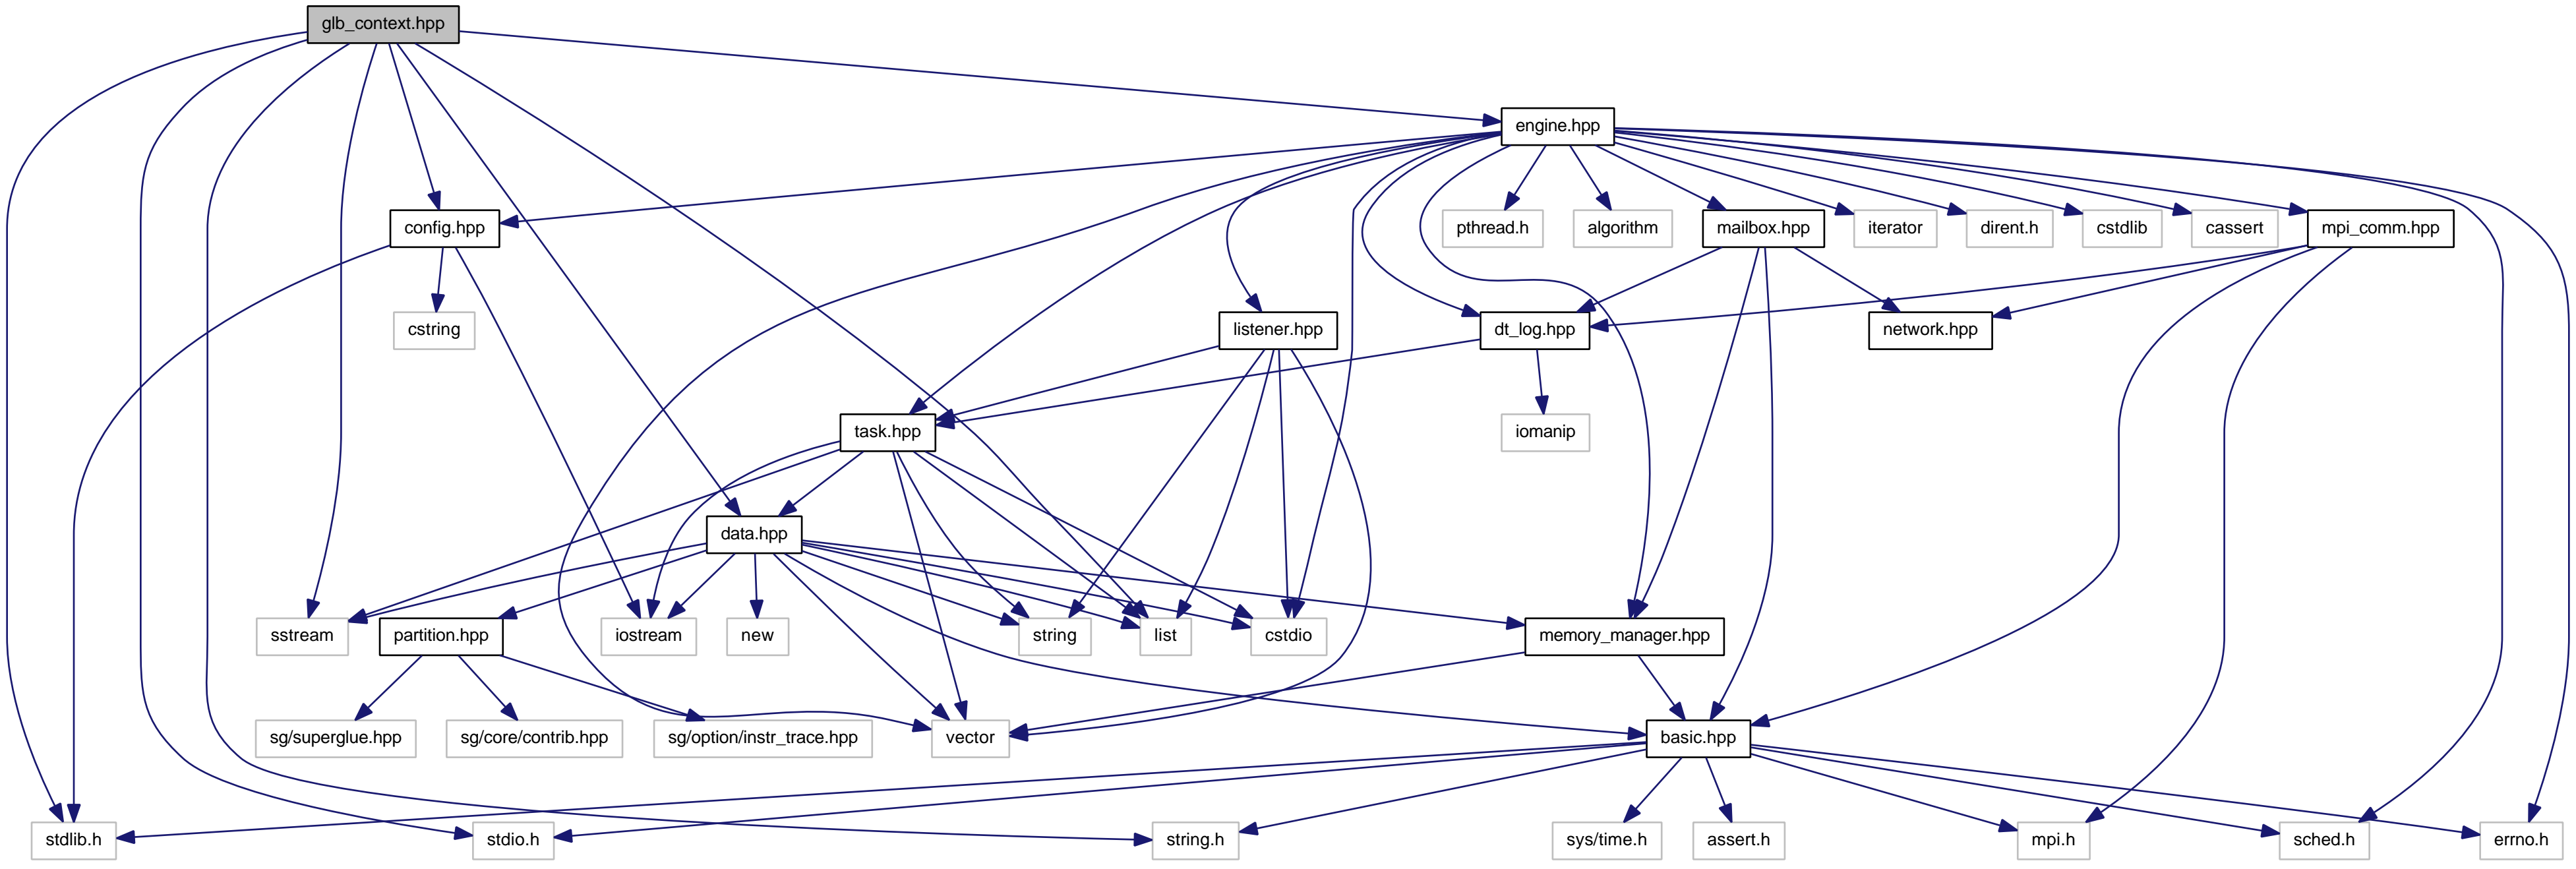 glb_context.hpp
engine.hpp
config.hpp
pthread.h
algorithm
mailbox.hpp
iterator
dirent.h
cstdlib
cassert
mpi_comm.hpp
cstring
listener.hpp
dt_log.hpp
network.hpp
task.hpp
iomanip
data.hpp
sstream
partition.hpp
iostream
new
string
list
cstdio
memory_manager.hpp
sg/superglue.hpp
sg/core/contrib.hpp
sg/option/instr_trace.hpp
vector
basic.hpp
stdlib.h
stdio.h
string.h
sys/time.h
assert.h
mpi.h
sched.h
errno.h